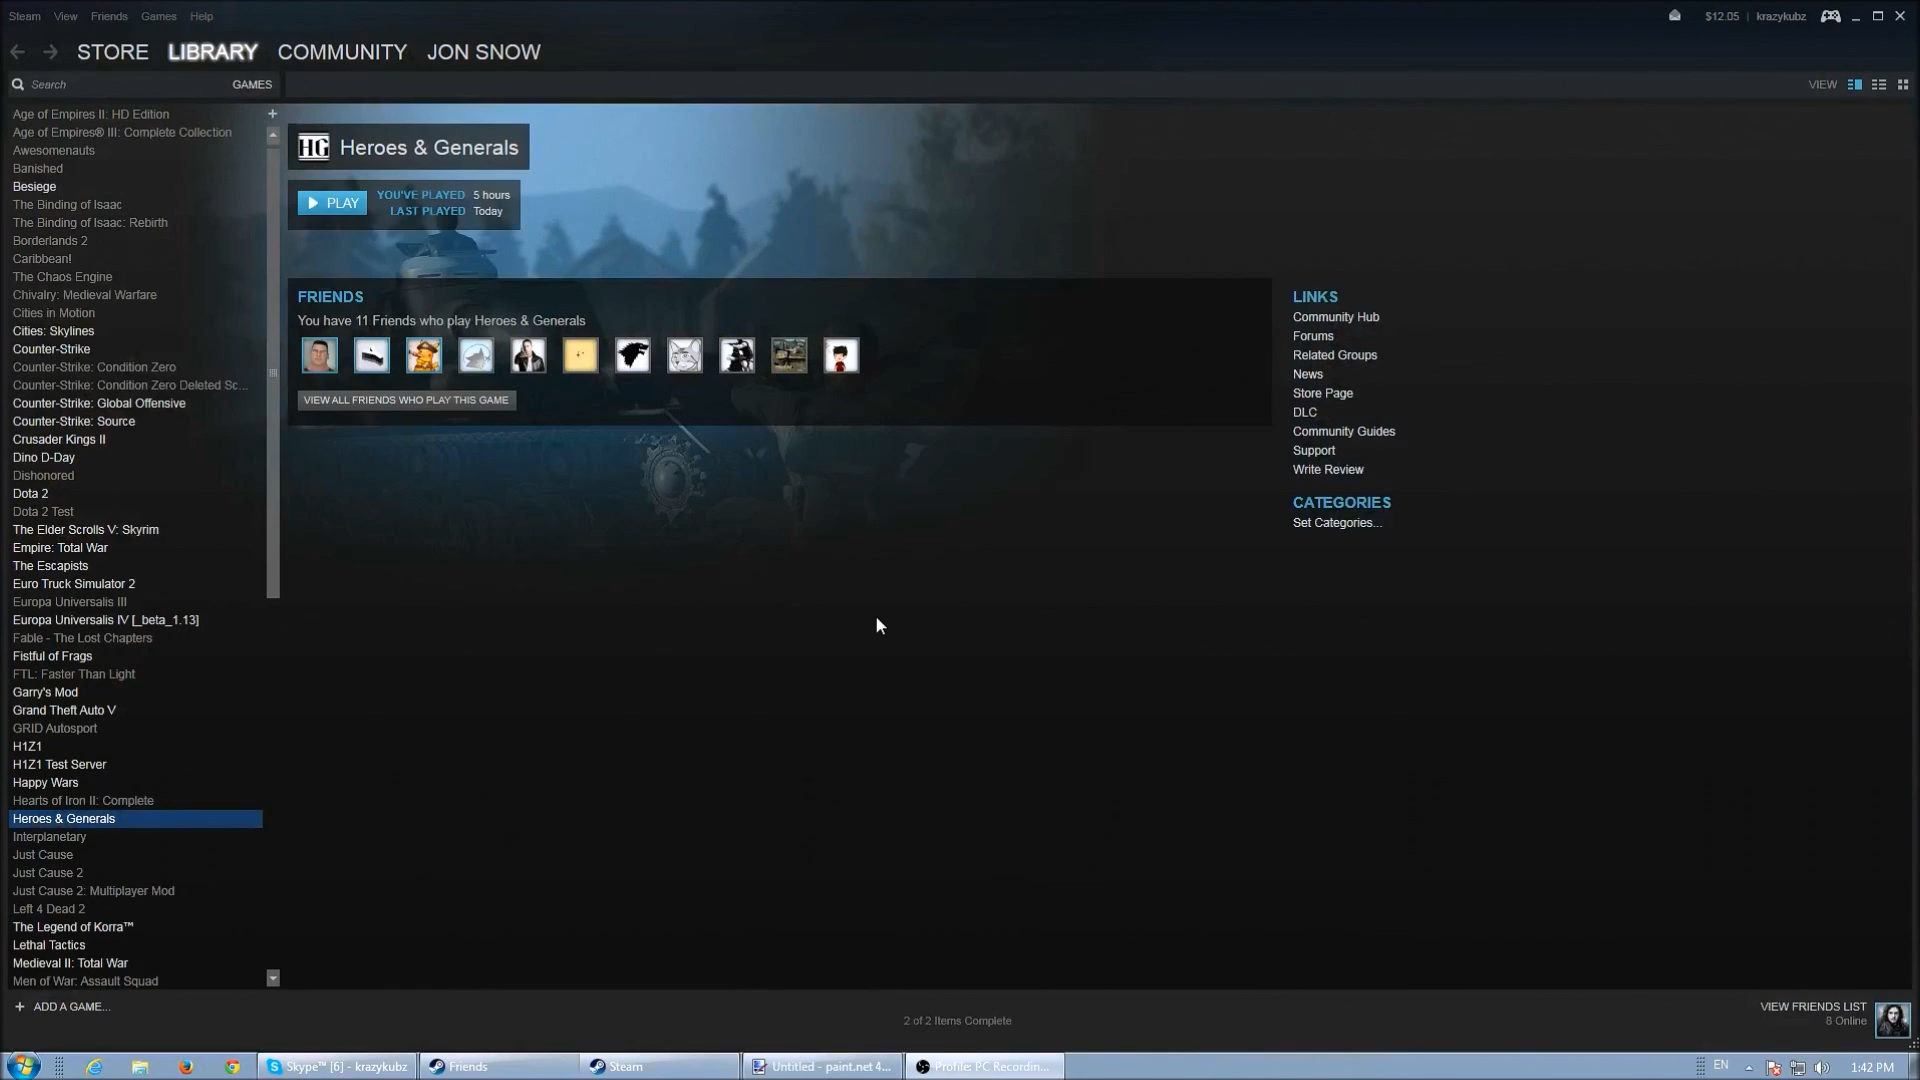 Steam View Friends Games Help
$12.05 | krazykubz
STORE LIBRARY COMMUNITY JON SNOW
Search GAMES
VIEW
Age of Empires II: HD Edition
Age of Empires® III: Complete Collection
Awesomenauts
Banished
Besiege
The Binding of Isaac
The Binding of Isaac: Rebirth
Borderlands 2
Caribbean!
The Chaos Engine
Chivalry: Medieval Warfare
Cities in Motion
Cities: Skylines
Counter-Strike
Counter-Strike: Condition Zero
Counter-Strike: Condition Zero Deleted Sc...
Counter-Strike: Global Offensive
Counter-Strike: Source
Crusader Kings II
Dino D-Day
Dishonored
Dota 2
Dota 2 Test
The Elder Scrolls V: Skyrim
Empire: Total War
The Escapists
Euro Truck Simulator 2
Europa Universalis III
Europa Universalis IV [_beta_1.13]
Fable - The Lost Chapters
Fistful of Frags
FTL: Faster Than Light
Garry's Mod
Grand Theft Auto V
GRID Autosport
H1Z1
H1Z1 Test Server
Happy Wars
Hearts of Iron II: Complete
Heroes & Generals
Interplanetary
Just Cause
Just Cause 2
Just Cause 2: Multiplayer Mod
Left 4 Dead 2
The Legend of Korra™
Lethal Tactics
Medieval II: Total War
Men of War: Assault Squad
+ ADD A GAME...
HG Heroes & Generals
PLAY
YOU'VE PLAYED 5 hours
LAST PLAYED Today
FRIENDS
You have 11 Friends who play Heroes & Generals
VIEW ALL FRIENDS WHO PLAY THIS GAME
LINKS
Community Hub
Forums
Related Groups
News
Store Page
DLC
Community Guides
Support
Write Review
CATEGORIES
Set Categories...
2 of 2 Items Complete
VIEW FRIENDS LIST
8 Online
Skype™ [6] - krazykubz
Friends
Steam
Untitled - paint.net 4...
Profile: PC Recordin...
EN
1:42 PM